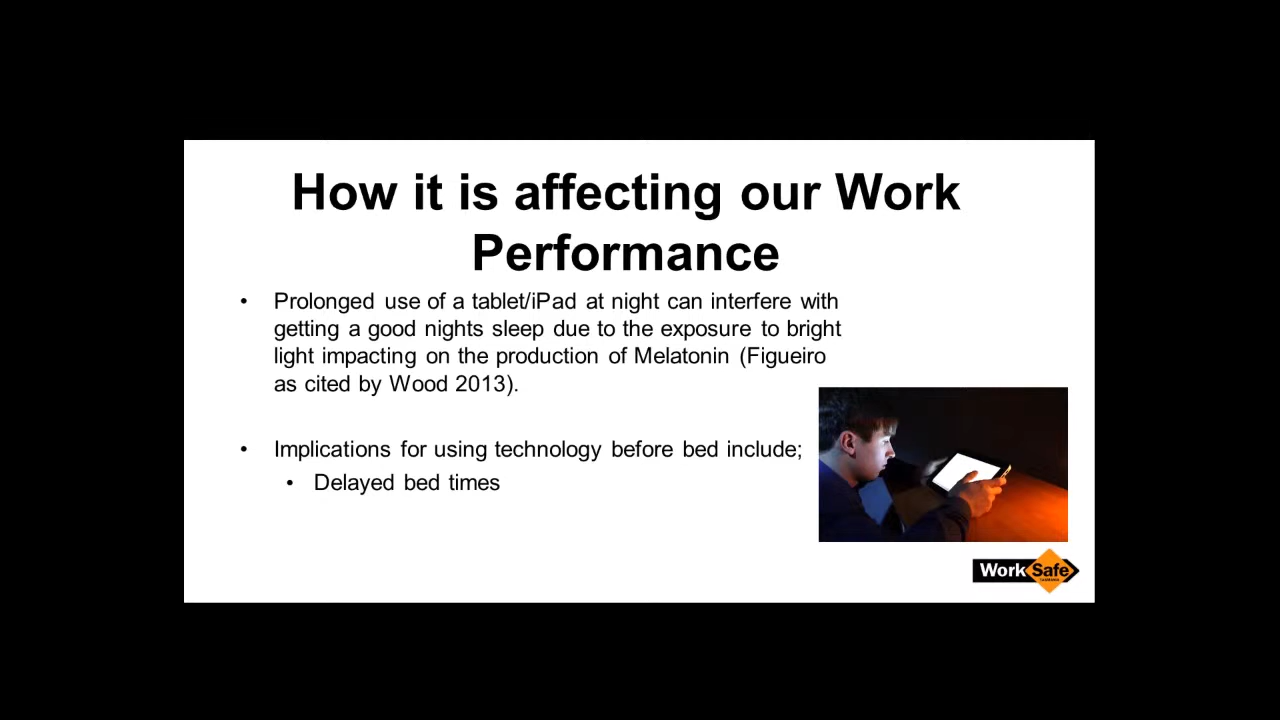 How it is affecting our Work
Performance
• Prolonged use of a tablet/iPad at night can interfere with
getting a good nights sleep due to the exposure to bright
light impacting on the production of Melatonin (Figueiro
as cited by Wood 2013).
• Implications for using technology before bed include;
• Delayed bed times
WorkSafe